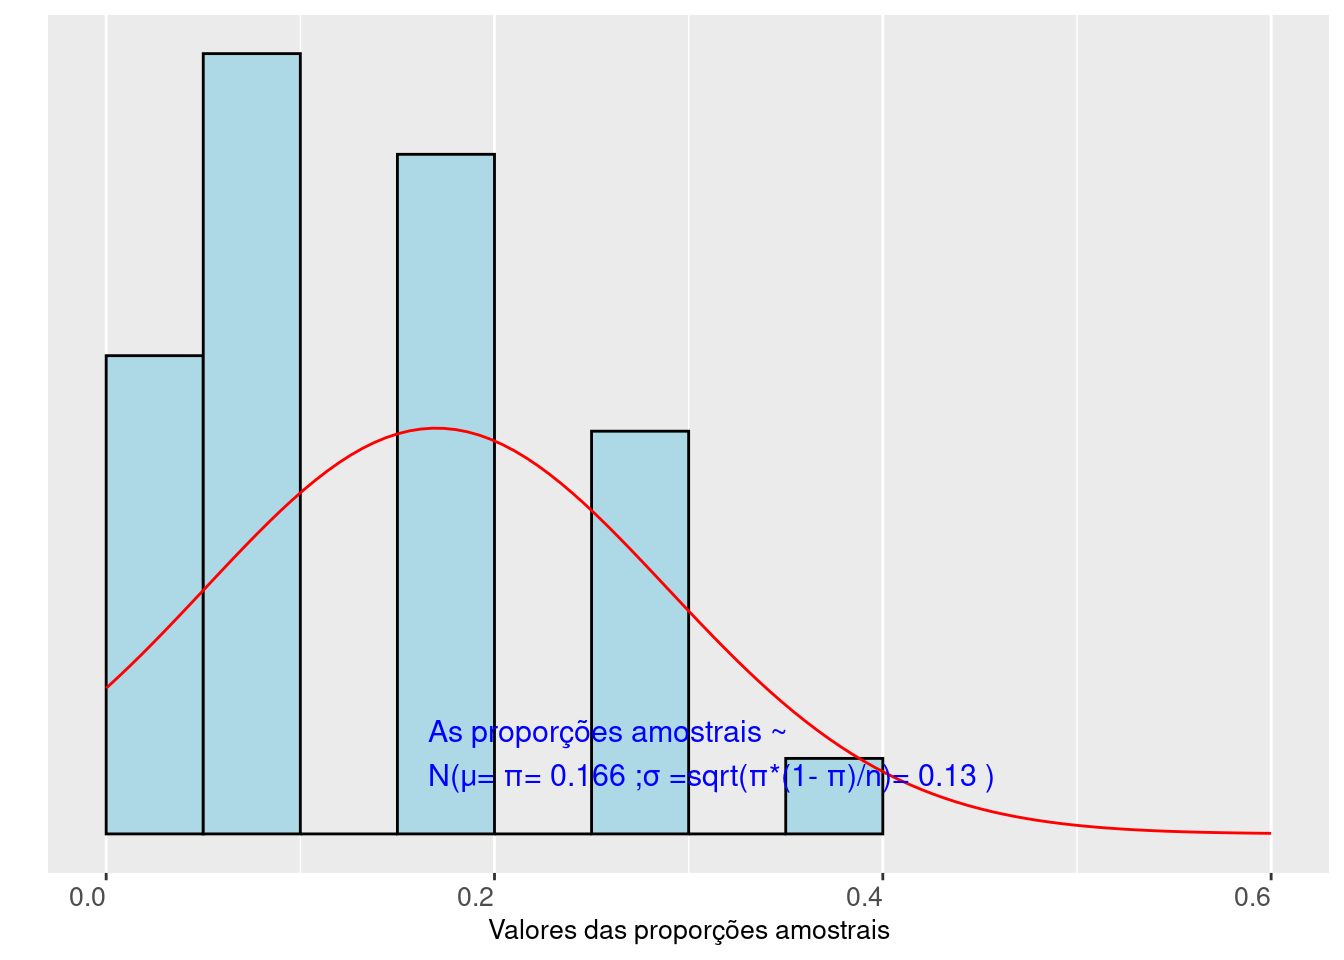 As proporções amostrais ~
N(μ= π= 0.166 ;σ =sqrt(π*(1- π)/n)= 0.13 )
0.0 0.2 0.4 0.6
Valores das proporções amostrais